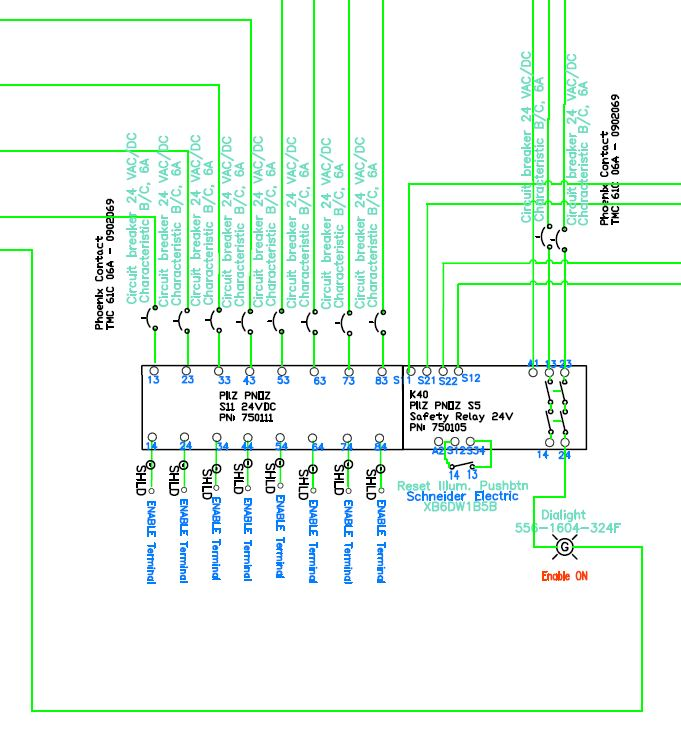 Circuit breaker 24 VAC/DC
Characteristic B/C, 6A
Circuit breaker 24 VAC/DC
Characteristic B/C, 6A
Phoenix Contact
TMC 61C 06A - 0902069
Circuit breaker 24 VAC/DC
Characteristic B/C, 6A
Circuit breaker 24 VAC/DC
Characteristic B/C, 6A
Circuit breaker 24 VAC/DC
Characteristic B/C, 6A
Circuit breaker 24 VAC/DC
Characteristic B/C, 6A
Circuit breaker 24 VAC/DC
Characteristic B/C, 6A
Circuit breaker 24 VAC/DC
Characteristic B/C, 6A
Circuit breaker 24 VAC/DC
Characteristic B/C, 6A
Circuit breaker 24 VAC/DC
Characteristic B/C, 6A
Phoenix Contact
TMC 61C 06A - 0902069
13 23 33 43 53 63 73 83 S11 S21 S22 S12 41 13 23
PILZ PNOZ
S11 24VDC
PN: 750111
K40
PILZ PNOZ S5
Safety Relay 24V
PN: 750105
14 24 34 44 54 64 74 84 A2 S12 S34 14 24
SHLD SHLD SHLD SHLD SHLD SHLD SHLD SHLD
14 13
Reset Illum. Pushbtn
Schneider Electric
XB6DW1B5B
ENABLE Terminal
ENABLE Terminal
ENABLE Terminal
ENABLE Terminal
ENABLE Terminal
ENABLE Terminal
ENABLE Terminal
ENABLE Terminal
Dialight
556-1604-324F
G
Enable ON